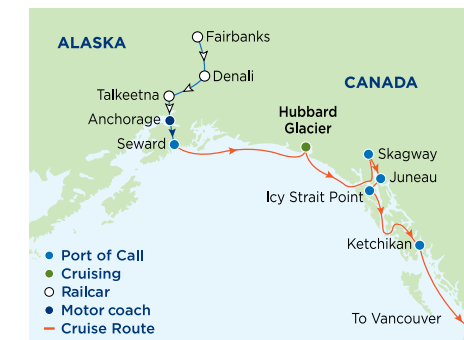 Fairbanks
ALASKA
Denali
CANADA
Talkeetna
Hubbard
Glacier
Anchorage
Seward
Skagway
Juneau
Icy Strait Point
Ketchikan
Port of Call
Cruising
Railcar
Motor coach
Cruise Route
To Vancouver